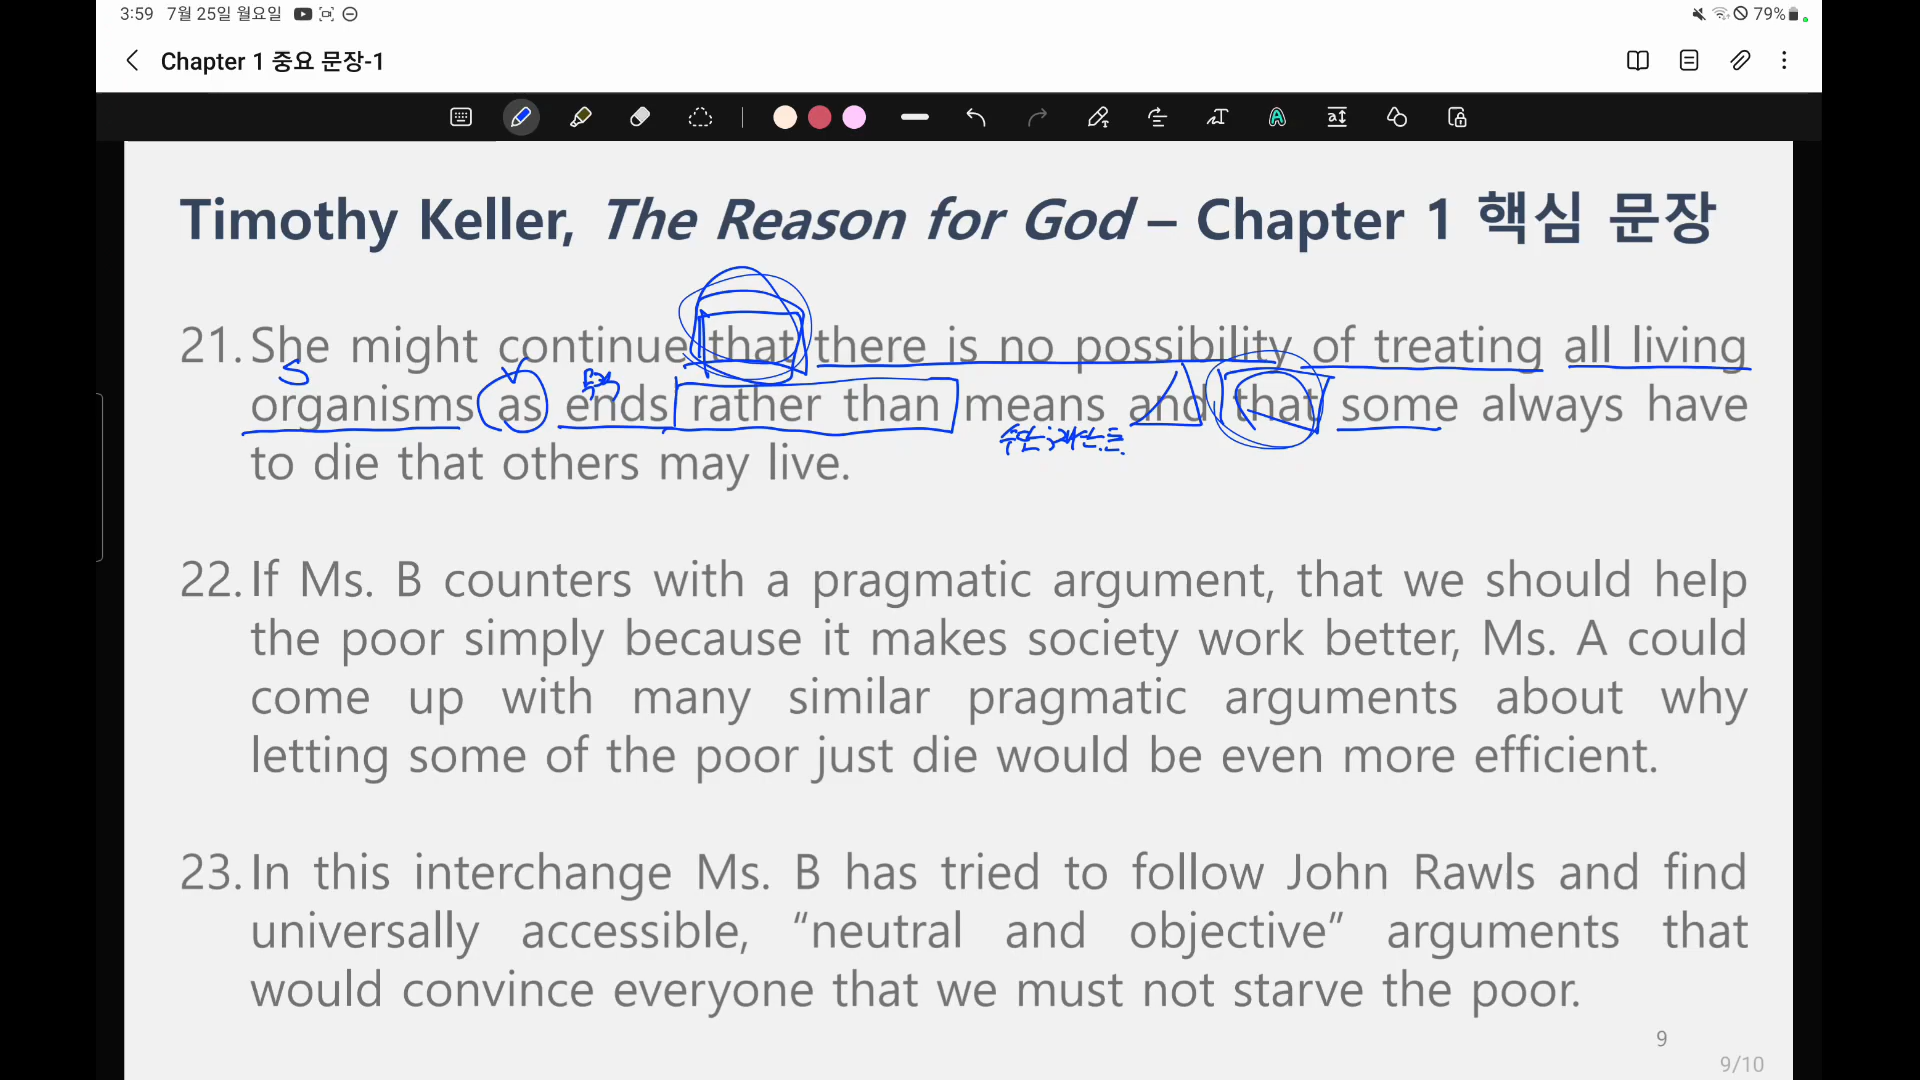 3:59 7월 25일 월요일
79%
Chapter 1 중요 문장-1
Timothy Keller, The Reason for God – Chapter 1 핵심 문장
21. She might continue that there is no possibility of treating all living
S
organisms as ends rather than means and that some always have
to die that others may live.
22. If Ms. B counters with a pragmatic argument, that we should help
the poor simply because it makes society work better, Ms. A could
come up with many similar pragmatic arguments about why
letting some of the poor just die would be even more efficient.
23. In this interchange Ms. B has tried to follow John Rawls and find
universally accessible, “neutral and objective” arguments that
would convince everyone that we must not starve the poor.
9
9/10